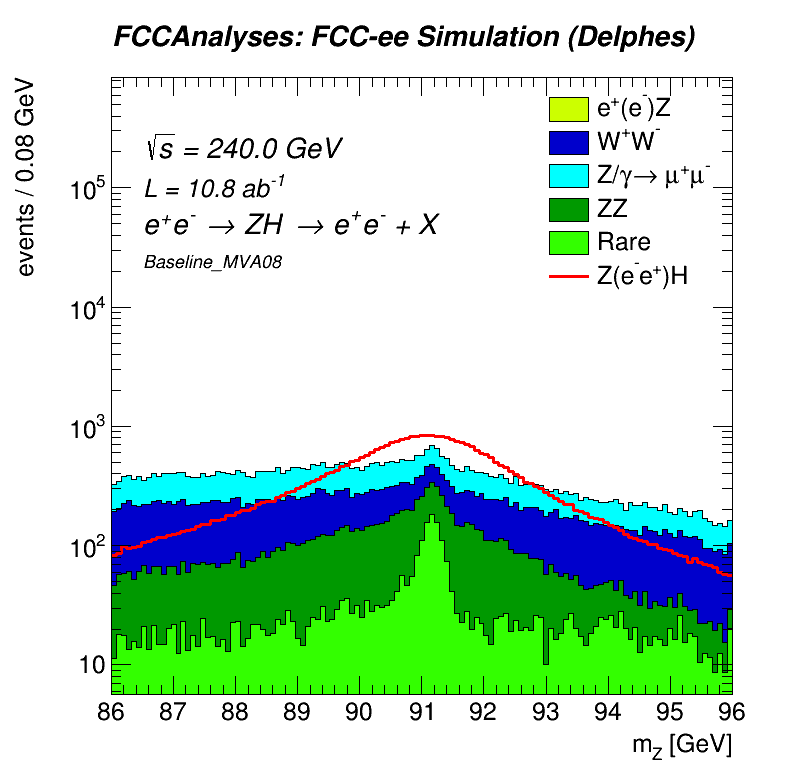 FCCAnalyses: FCC-ee Simulation (Delphes)
events / 0.08 GeV
√s = 240.0 GeV
L = 10.8 ab⁻¹
e⁺e⁻ → ZH → e⁺e⁻ + X
Baseline_MVA08
e⁺(e⁻)Z
W⁺W⁻
Z/γ→ μ⁺μ⁻
ZZ
Rare
Z(e⁻e⁺)H
10⁵
10⁴
10³
10²
10
86 87 88 89 90 91 92 93 94 95 96
m_Z [GeV]